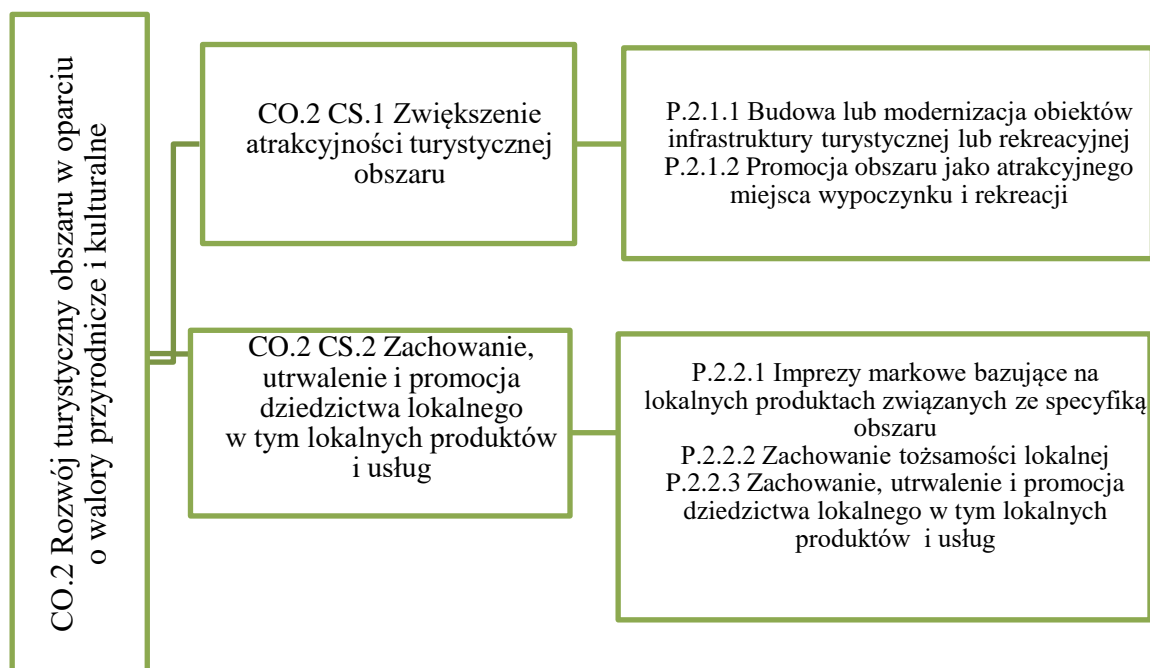 CO.2 Rozwój turystyczny obszaru w oparciu
o walory przyrodnicze i kulturalne
CO.2 CS.1 Zwiększenie
atrakcyjności turystycznej
obszaru
P.2.1.1 Budowa lub modernizacja obiektów
infrastruktury turystycznej lub rekreacyjnej
P.2.1.2 Promocja obszaru jako atrakcyjnego
miejsca wypoczynku i rekreacji
CO.2 CS.2 Zachowanie,
utrwalenie i promocja
dziedzictwa lokalnego
w tym lokalnych produktów
i usług
P.2.2.1 Imprezy markowe bazujące na
lokalnych produktach związanych ze specyfiką
obszaru
P.2.2.2 Zachowanie tożsamości lokalnej
P.2.2.3 Zachowanie, utrwalenie i promocja
dziedzictwa lokalnego w tym lokalnych
produktów i usług